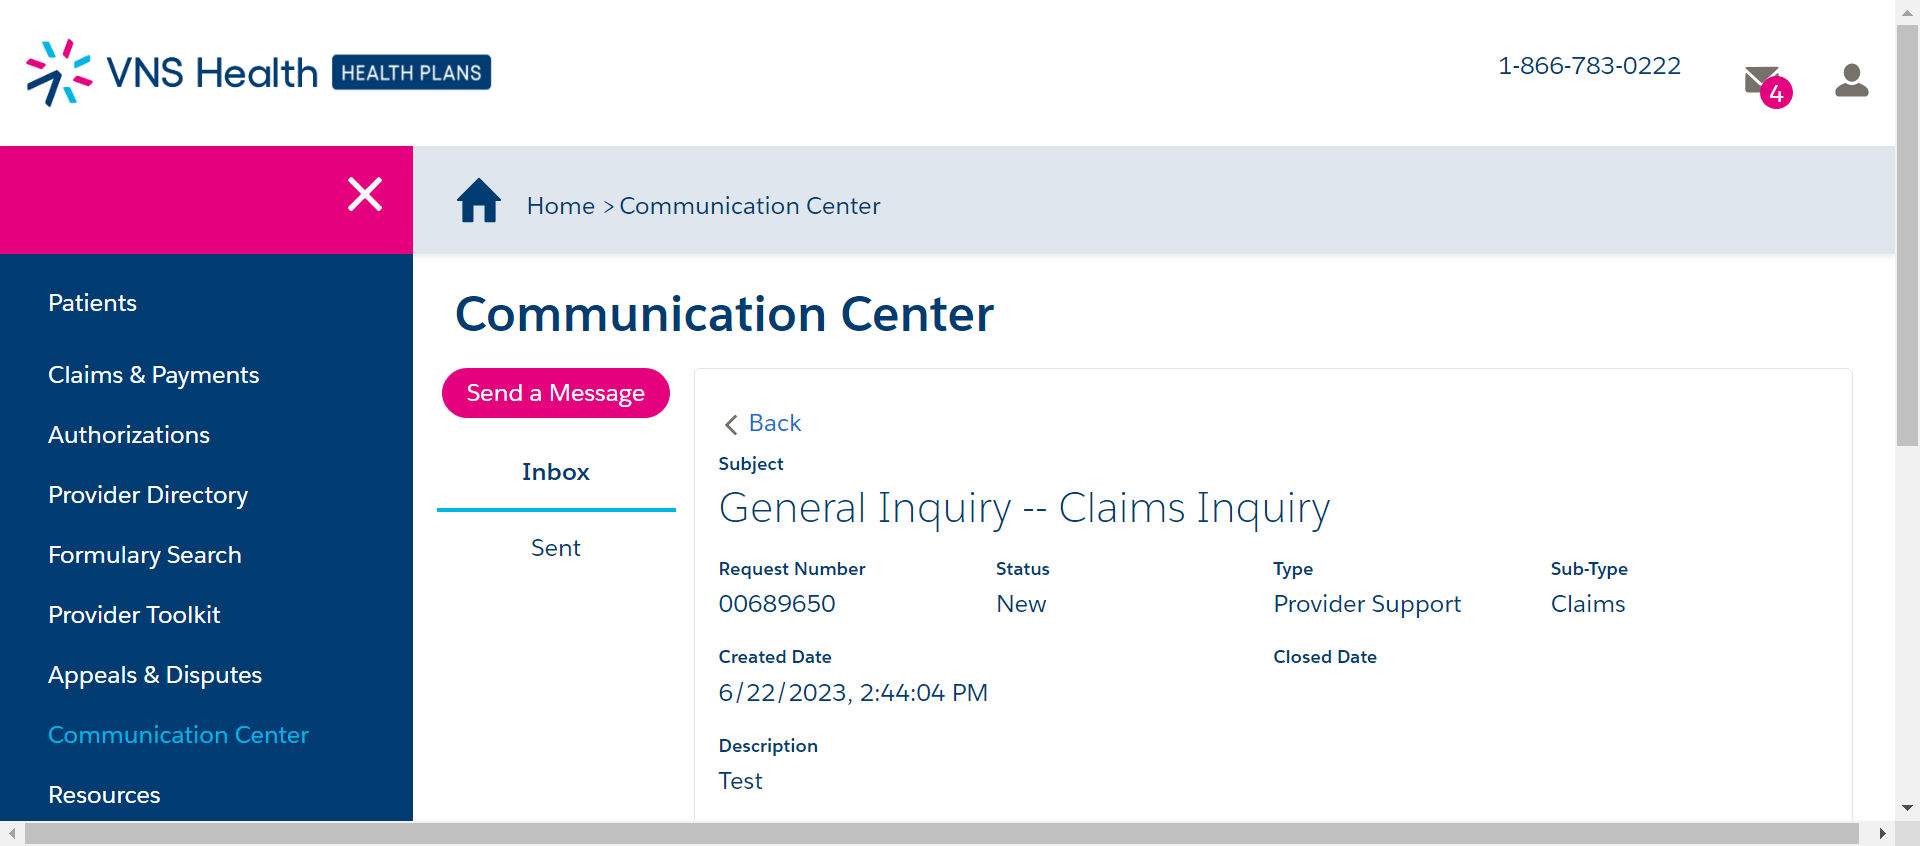 VNS Health HEALTH PLANS
1-866-783-0222
4
Home > Communication Center
Patients
Claims & Payments
Authorizations
Provider Directory
Formulary Search
Provider Toolkit
Appeals & Disputes
Communication Center
Resources
Communication Center
Send a Message
Inbox
Sent
Back
Subject
General Inquiry -- Claims Inquiry
Request Number Status Type Sub-Type
00689650 New Provider Support Claims
Created Date Closed Date
6/22/2023, 2:44:04 PM
Description
Test